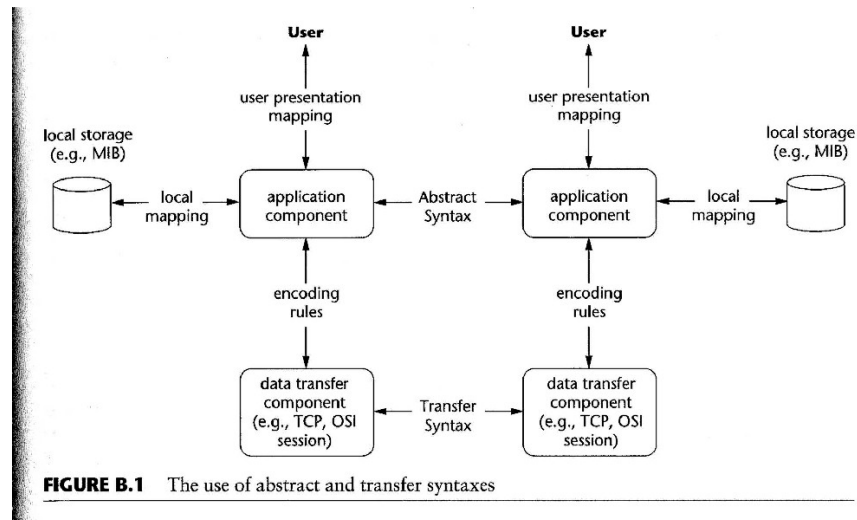 User
User
user presentation
mapping
user presentation
mapping
local storage
(e.g., MIB)
local storage
(e.g., MIB)
local
mapping
application
component
Abstract
Syntax
application
component
local
mapping
encoding
rules
encoding
rules
data transfer
component
(e.g., TCP, OSI
session)
Transfer
Syntax
data transfer
component
(e.g., TCP, OSI
session)
FIGURE B.1 The use of abstract and transfer syntaxes